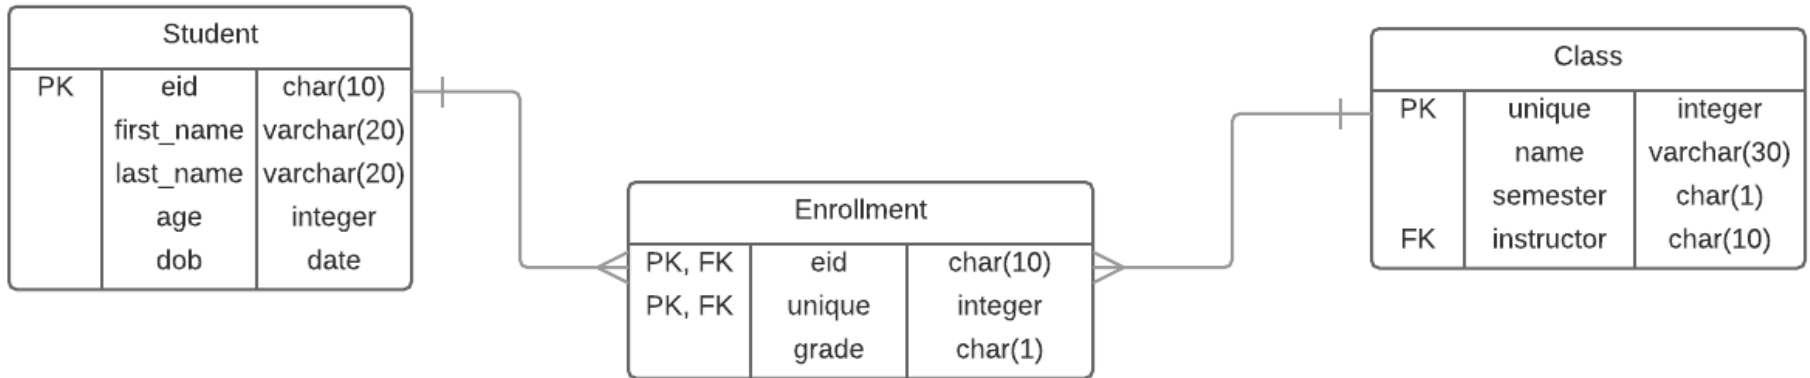 Student
PK eid char(10)
first_name varchar(20)
last_name varchar(20)
age integer
dob date
Enrollment
PK, FK eid char(10)
PK, FK unique integer
grade char(1)
Class
PK unique integer
name varchar(30)
semester char(1)
FK instructor char(10)